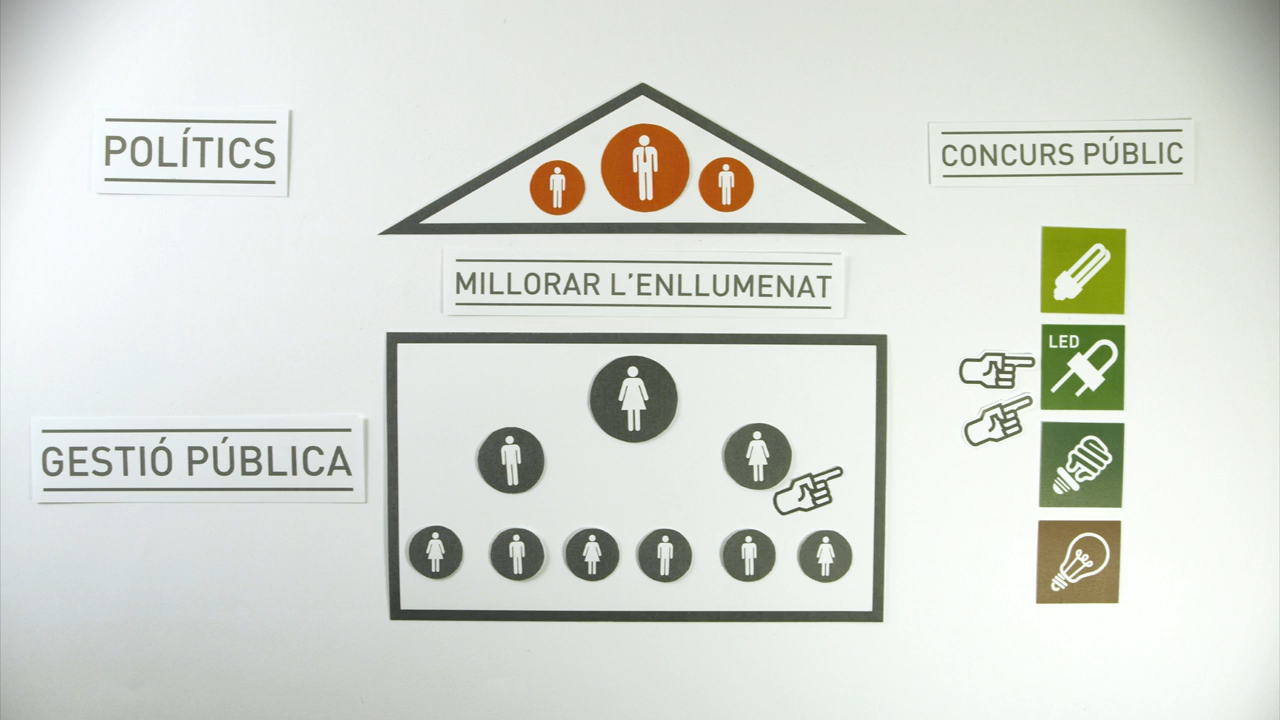 POLÍTICS
CONCURS PÚBLIC
MILLORAR L'ENLLUMENAT
LED
GESTIÓ PÚBLICA